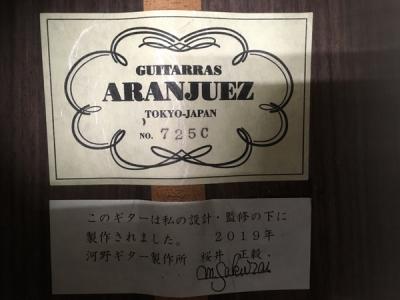 GUITARRAS
ARANJUEZ
TOKYO-JAPAN
NO. 725C
このギターは私の設計・監修の下に
製作されました。 2019年
河野ギター製作所 桜井 正毅
M. Sakurai